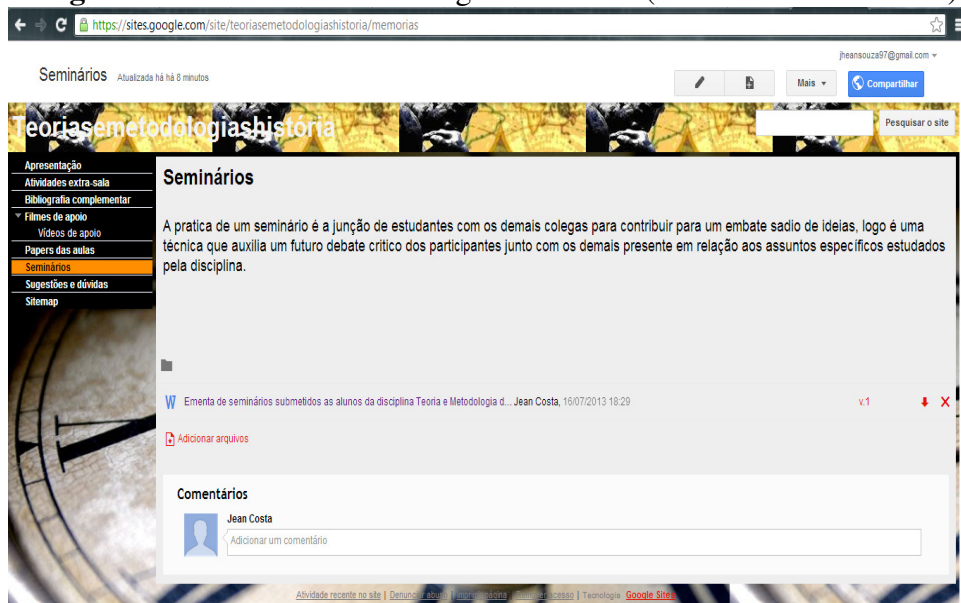 https://sites.google.com/site/teoriasemetodologiashistoria/memorias
jheansouza97@gmail.com
Seminários Atualizada há há 8 minutos
Mais
Compartilhar
Teoriasemetodologiashistória
Pesquisar o site
Apresentação
Atividades extra-sala
Bibliografia complementar
Filmes de apoio
Vídeos de apoio
Papers das aulas
Seminários
Sugestões e dúvidas
Sitemap
Seminários
A pratica de um seminário é a junção de estudantes com os demais colegas para contribuir para um embate sadio de ideias, logo é uma
técnica que auxilia um futuro debate critico dos participantes junto com os demais presente em relação aos assuntos específicos estudados
pela disciplina.
Ementa de seminários submetidos as alunos da disciplina Teoria e Metodologia d... Jean Costa, 16/07/2013 18:29 v.1
Adicionar arquivos
Comentários
Jean Costa
Adicionar um comentário
Atividade recente no site | Denunciar abuso | Imprimir página | acesso | Tecnologia Google Sites